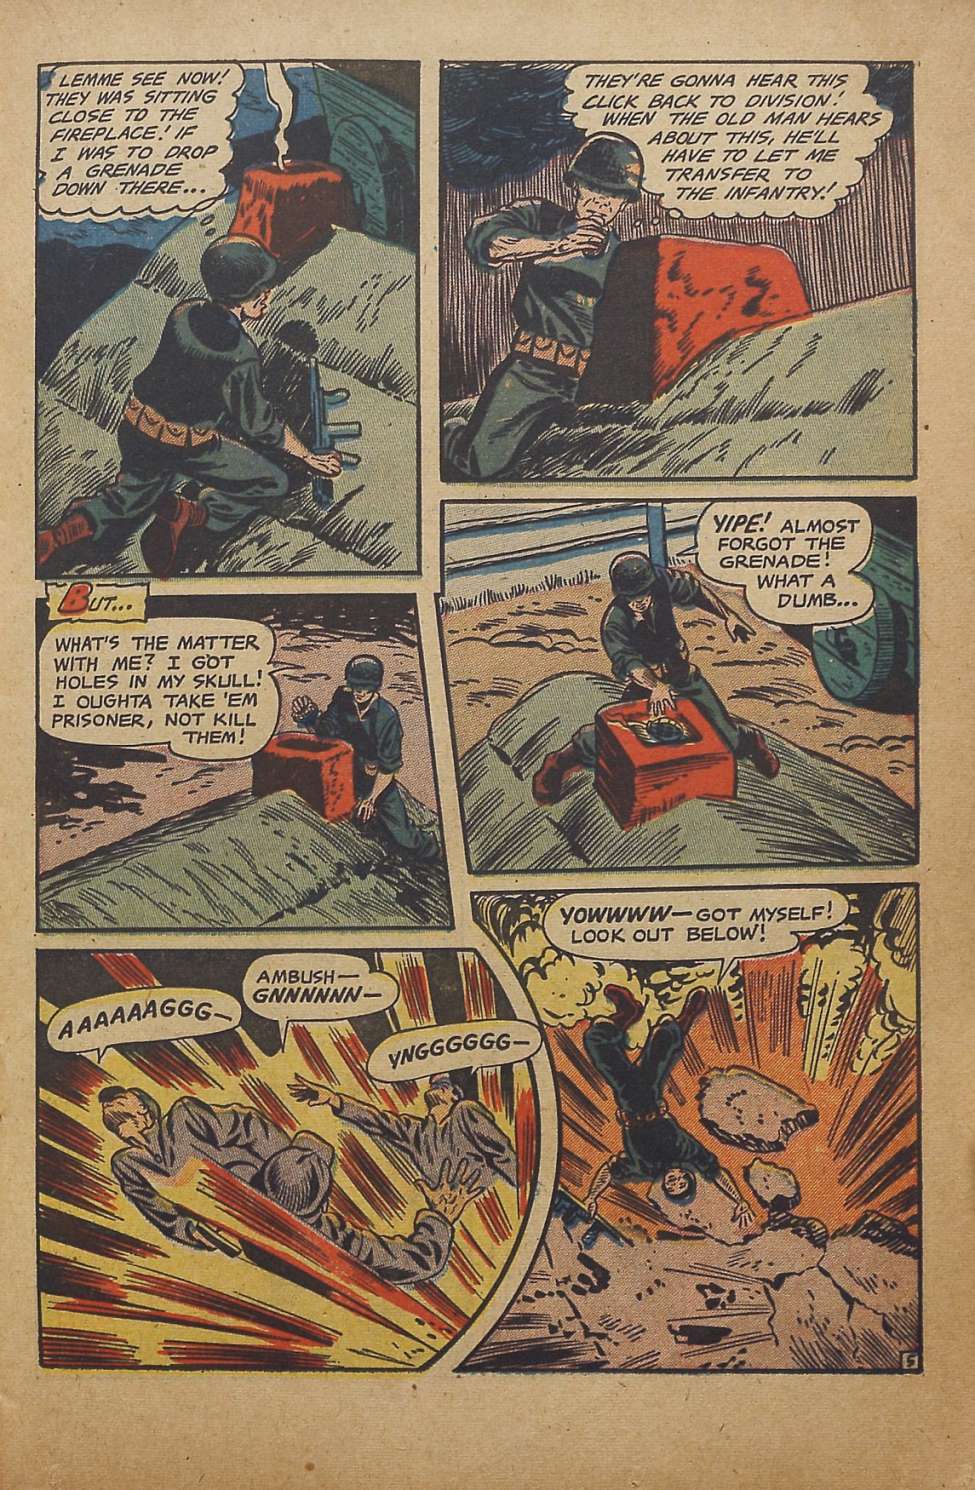 LEMME SEE NOW!
THEY WAS SITTING
CLOSE TO THE
FIREPLACE! IF
I WAS TO DROP
A GRENADE
DOWN THERE...
THEY'RE GONNA HEAR THIS
CLICK BACK TO DIVISION!
WHEN THE OLD MAN HEARS
ABOUT THIS, HE'LL
HAVE TO LET ME
TRANSFER TO
THE INFANTRY!
BUT...
WHAT'S THE MATTER
WITH ME? I GOT
HOLES IN MY SKULL!
I OUGHTA TAKE 'EM
PRISONER, NOT KILL
THEM!
YIPE! ALMOST
FORGOT THE
GRENADE!
WHAT A
DUMB...
AAAAAAGGG—
AMBUSH—
GNNNNNN—
YNGGGGGG—
YOWWWW— GOT MYSELF!
LOOK OUT BELOW!
5